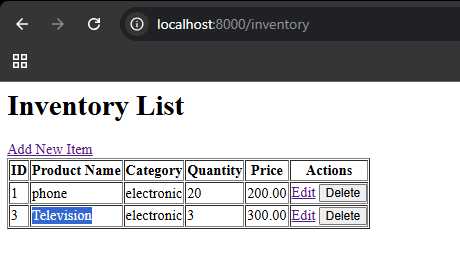 localhost:8000/inventory
Inventory List
Add New Item
ID Product Name Category Quantity Price Actions
1 phone electronic 20 200.00 Edit Delete
3 Television electronic 3 300.00 Edit Delete